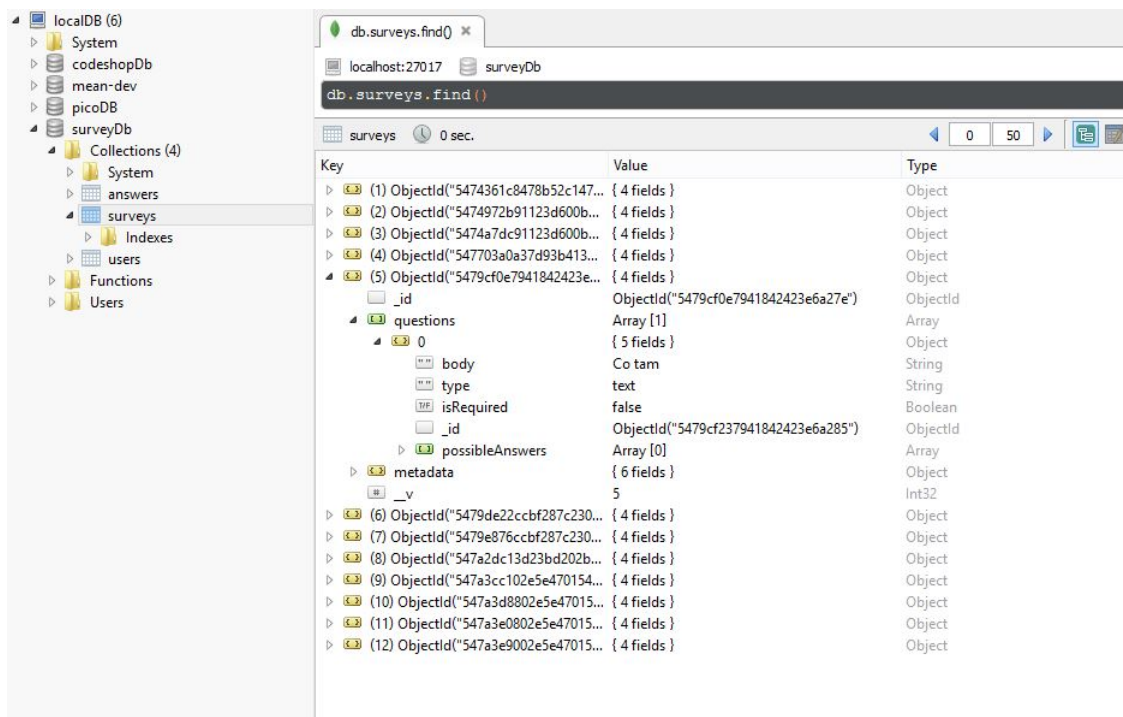 localDB (6)
System
codeshopDb
mean-dev
picoDB
surveyDb
Collections (4)
System
answers
surveys
Indexes
users
Functions
Users
db.surveys.find()
localhost:27017 surveyDb
db.surveys.find()
surveys 0 sec. 0 50
Key Value Type
(1) ObjectId("5474361c8478b52c147... { 4 fields } Object
(2) ObjectId("5474972b91123d600b... { 4 fields } Object
(3) ObjectId("5474a7dc91123d600b... { 4 fields } Object
(4) ObjectId("547703a0a37d93b413... { 4 fields } Object
(5) ObjectId("5479cf0e7941842423e... { 4 fields } Object
_id ObjectId("5479cf0e7941842423e6a27e") ObjectId
questions Array [1] Array
0 { 5 fields } Object
body Co tam String
type text String
isRequired false Boolean
_id ObjectId("5479cf237941842423e6a285") ObjectId
possibleAnswers Array [0] Array
metadata { 6 fields } Object
__v 5 Int32
(6) ObjectId("5479de22ccbf287c230... { 4 fields } Object
(7) ObjectId("5479e876ccbf287c230... { 4 fields } Object
(8) ObjectId("547a2dc13d23bd202b... { 4 fields } Object
(9) ObjectId("547a3cc102e5e470154... { 4 fields } Object
(10) ObjectId("547a3d8802e5e47015... { 4 fields } Object
(11) ObjectId("547a3e0802e5e47015... { 4 fields } Object
(12) ObjectId("547a3e9002e5e47015... { 4 fields } Object